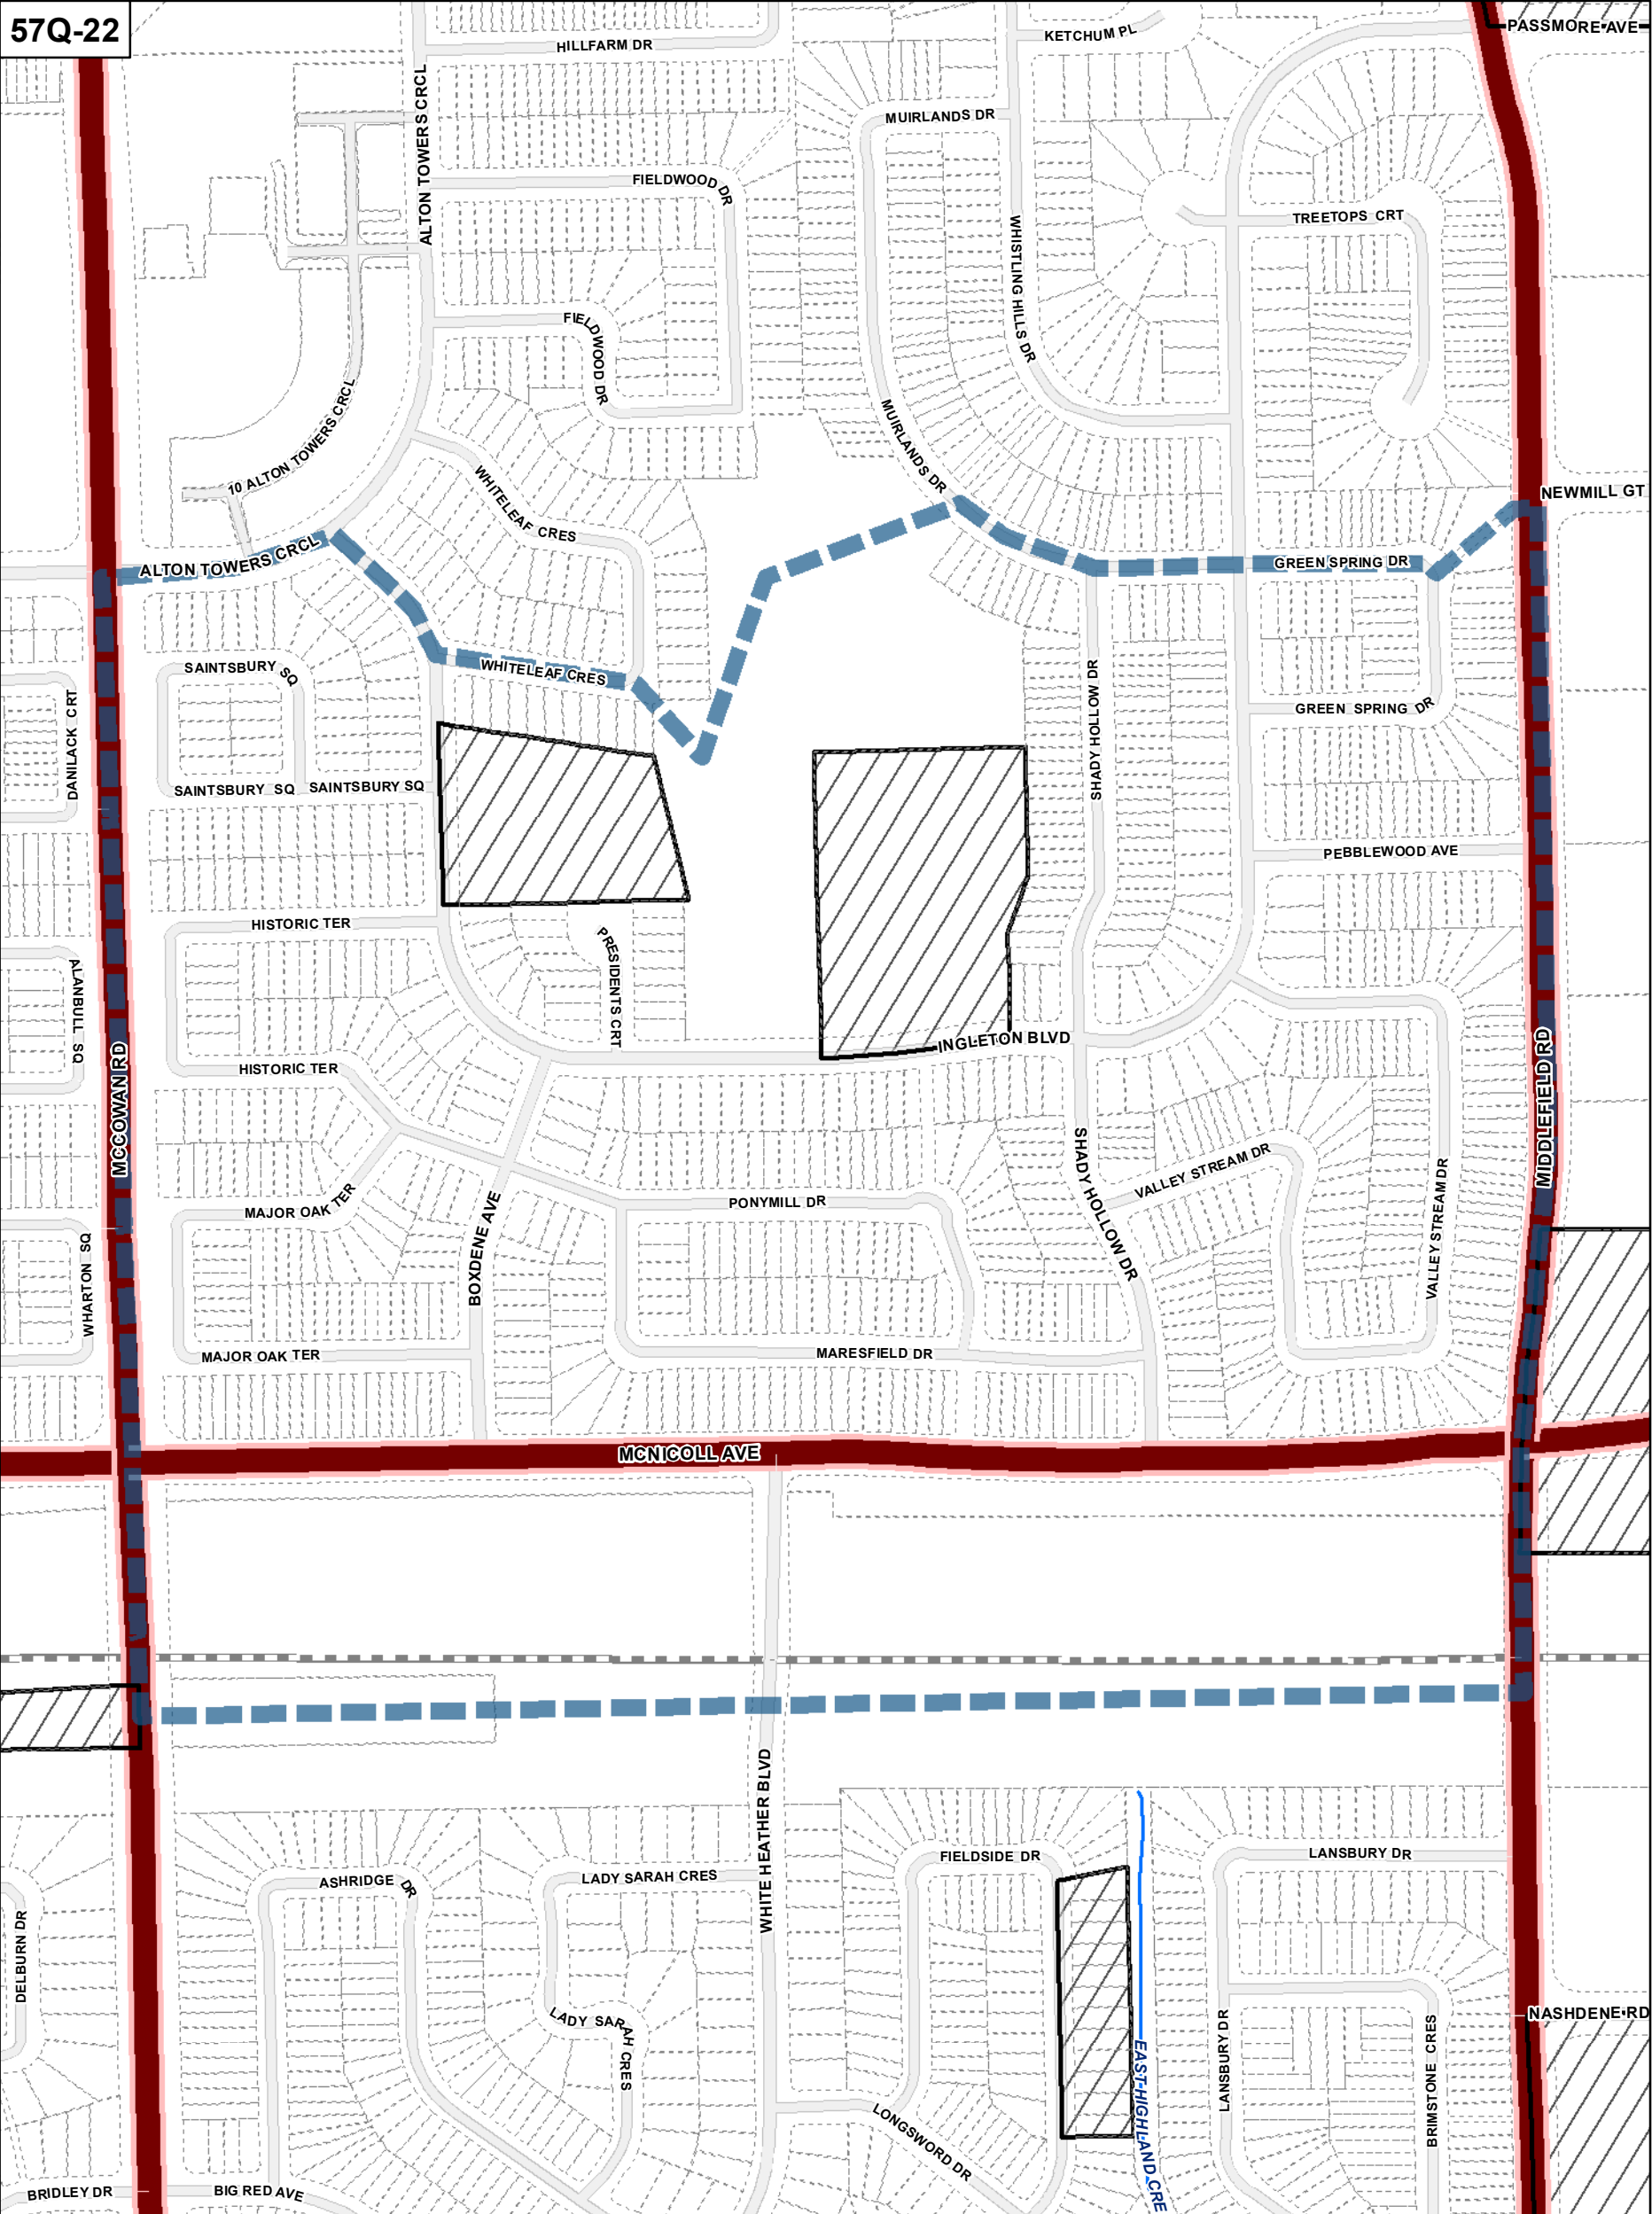 57Q-22
PASSMORE AVE
HILLFARM DR
KETCHUM PL
ALTON TOWERS CRCL
MUIRLANDS DR
FIELDWOOD DR
TREETOPS CRT
WHISTLING HILLS DR
FIELDWOOD DR
10 ALTON TOWERS CRCL
MUIRLANDS DR
WHITELEAF CRES
NEWMILL GT
ALTON TOWERS CRCL
GREEN SPRING DR
SAINTSBURY SQ
WHITELEAF CRES
DANILACK CRT
SHADY HOLLOW DR
GREEN SPRING DR
SAINTSBURY SQ
SAINTSBURY SQ
PEBBLEWOOD AVE
HISTORIC TER
PRESIDENTS CRT
ALANBULL SQ
INGLETON BLVD
MCCOWAN RD
MIDDLEFIELD RD
HISTORIC TER
SHADY HOLLOW DR
VALLEY STREAM DR
VALLEY STREAM DR
MAJOR OAK TER
PONYMILL DR
BOXDENE AVE
WHARTON SQ
MAJOR OAK TER
MARESFIELD DR
MCNICOLL AVE
WHITE HEATHER BLVD
FIELDSIDE DR
LANSBURY DR
ASHRIDGE DR
LADY SARAH CRES
DELBURN DR
LADY SARAH CRES
NASHDENE RD
LANSBURY DR
BRIMSTONE CRES
EAST HIGHLAND CRE
LONGSWORD DR
BRIDLEY DR
BIG RED AVE